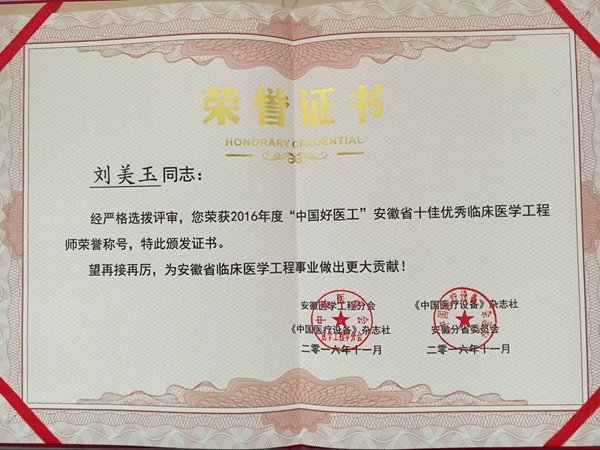 荣誉证书
HONORARY CREDENTIAL
刘美玉同志：
经严格选拨评审，您荣获2016年度“中国好医工”安徽省十佳优秀临床医学工程
师荣誉称号，特此颁发证书。
望再接再厉，为安徽省临床医学工程事业做出更大贡献！
安徽医学工程分会
《中国医疗设备》杂志社
二零一六年十一月
《中国医疗设备》杂志社
安徽分省委员会
二零一六年十一月